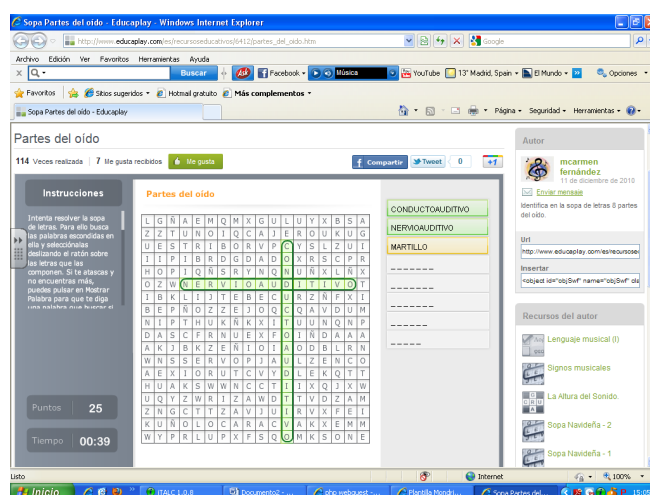 Sopa Partes del oído - Educaplay - Windows Internet Explorer
http://www.educaplay.com/es/recursoseducativos/6412/partes_del_oido.htm
Google
Archivo Edición Ver Favoritos Herramientas Ayuda
Buscar
Ask
Facebook
Música
YouTube
13° Madrid, Spain
El Mundo
Opciones
Favoritos
Sitios sugeridos
Hotmail gratuito
Más complementos
Sopa Partes del oído - Educaplay
Página Seguridad Herramientas
Partes del oído
114 Veces realizada 7 Me gusta recibidos Me gusta
Compartir Tweet 0 +1
Instrucciones
Intenta resolver la sopa
de letras. Para ello busca
las palabras escondidas en
ella y selecciónalas
deslizando el ratón sobre
las letras que las
componen. Si te atascas y
no encuentras más,
puedes pulsar en Mostrar
Palabra para que te diga
una palabra que buscar si
Puntos 25
Tiempo 00:39
Partes del oído
L G Ñ A E M Q M X G U L U Y X B S A
Z Z T U N O I Q C A J E R O U K U G
U E S T R I B O R V P C Y S L Z U I
I I P J B R D G D A D O X R S C P R
H O P J Q Ñ S R Y N Q N U Ñ X L Ñ X
O Z W N E R V I O A U D I T I V O T
I B K L I J T E B E C U R Z Ñ F X I
B E P Ñ O Z Z E J O Q C Q A V D U M
N I P T H U K Ñ K X I T U U N Q N P
D A S C F R N U E X F O I Ñ D A A A
A K J B K Z E Ñ I O I A O D B L R N
W N S S E R V O P J A U L Z E N C O
A E X I O R U T C V Y D L E K Q T T
H U A K S W W N C C T I I X Q J X W
U Q Y Z W R I Z A W D T T V D Z A M
Z N G C T T Z A V J U I R V X F E I
K U Ñ O L O C A R A C V A K X E M M
W Y P R L U P X F S Q O M K S O N E
CONDUCTOAUDITIVO
NERVIOAUDITIVO
MARTILLO
Autor
mcarmen
fernández
11 de diciembre de 2010
Enviar mensaje
Identifica en la sopa de letras 8 partes
del oído.
Url
http://www.educaplay.com/es/recursose
Insertar
<object id="objSwf" name="objSwf" cla
Recursos del autor
Lenguaje musical (I)
Signos musicales
La Altura del Sonido.
Sopa Navideña - 2
Sopa Navideña - 1
Listo
Internet
100%
Inicio
iTALC 1.0.8
Documento2 - ...
php webquest - ...
Plantilla Mondri...
Sopa Partes del...
15:05